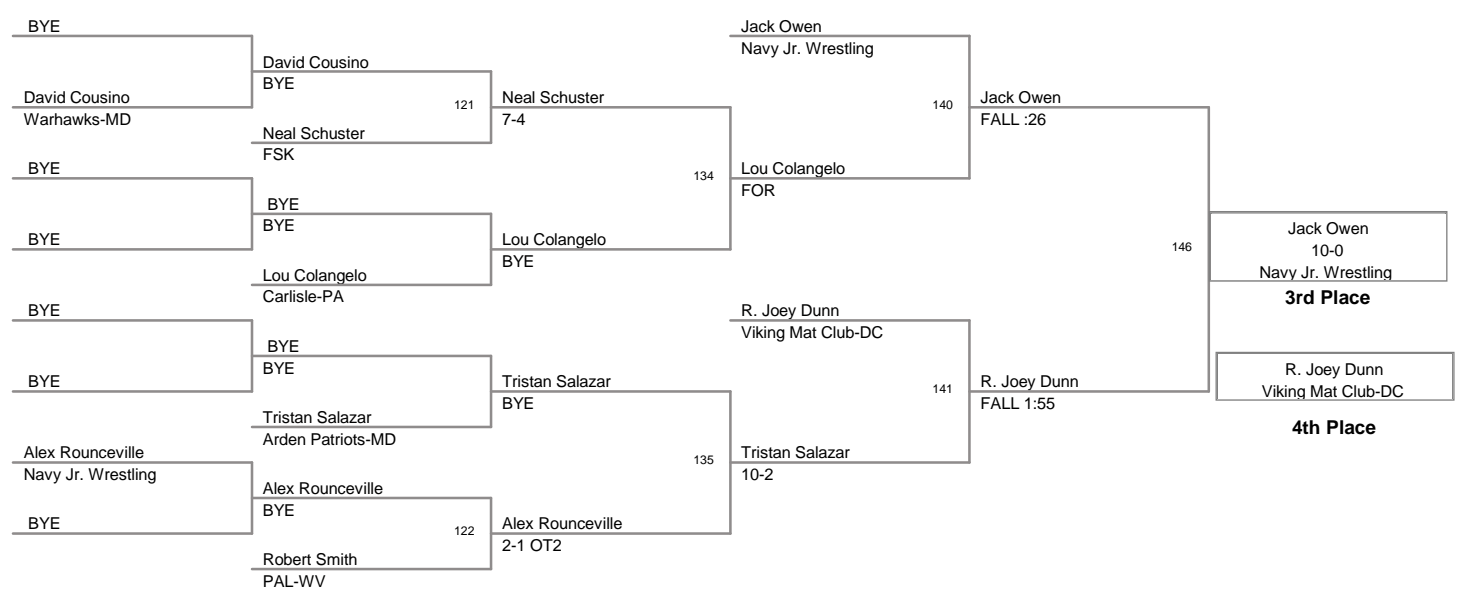 BYE
David Cousino
Warhawks-MD
BYE
BYE
BYE
BYE
Alex Rounceville
Navy Jr. Wrestling
BYE
David Cousino
BYE
121
Neal Schuster
FSK
BYE
BYE
Lou Colangelo
Carlisle-PA
BYE
BYE
Tristan Salazar
Arden Patriots-MD
Alex Rounceville
BYE
122
Robert Smith
PAL-WV
Neal Schuster
7-4
134
Lou Colangelo
BYE
Tristan Salazar
BYE
135
Alex Rounceville
2-1 OT2
Jack Owen
Navy Jr. Wrestling
140
Lou Colangelo
FOR
R. Joey Dunn
Viking Mat Club-DC
141
Tristan Salazar
10-2
Jack Owen
FALL :26
146
R. Joey Dunn
FALL 1:55
Jack Owen
10-0
Navy Jr. Wrestling
3rd Place
R. Joey Dunn
Viking Mat Club-DC
4th Place